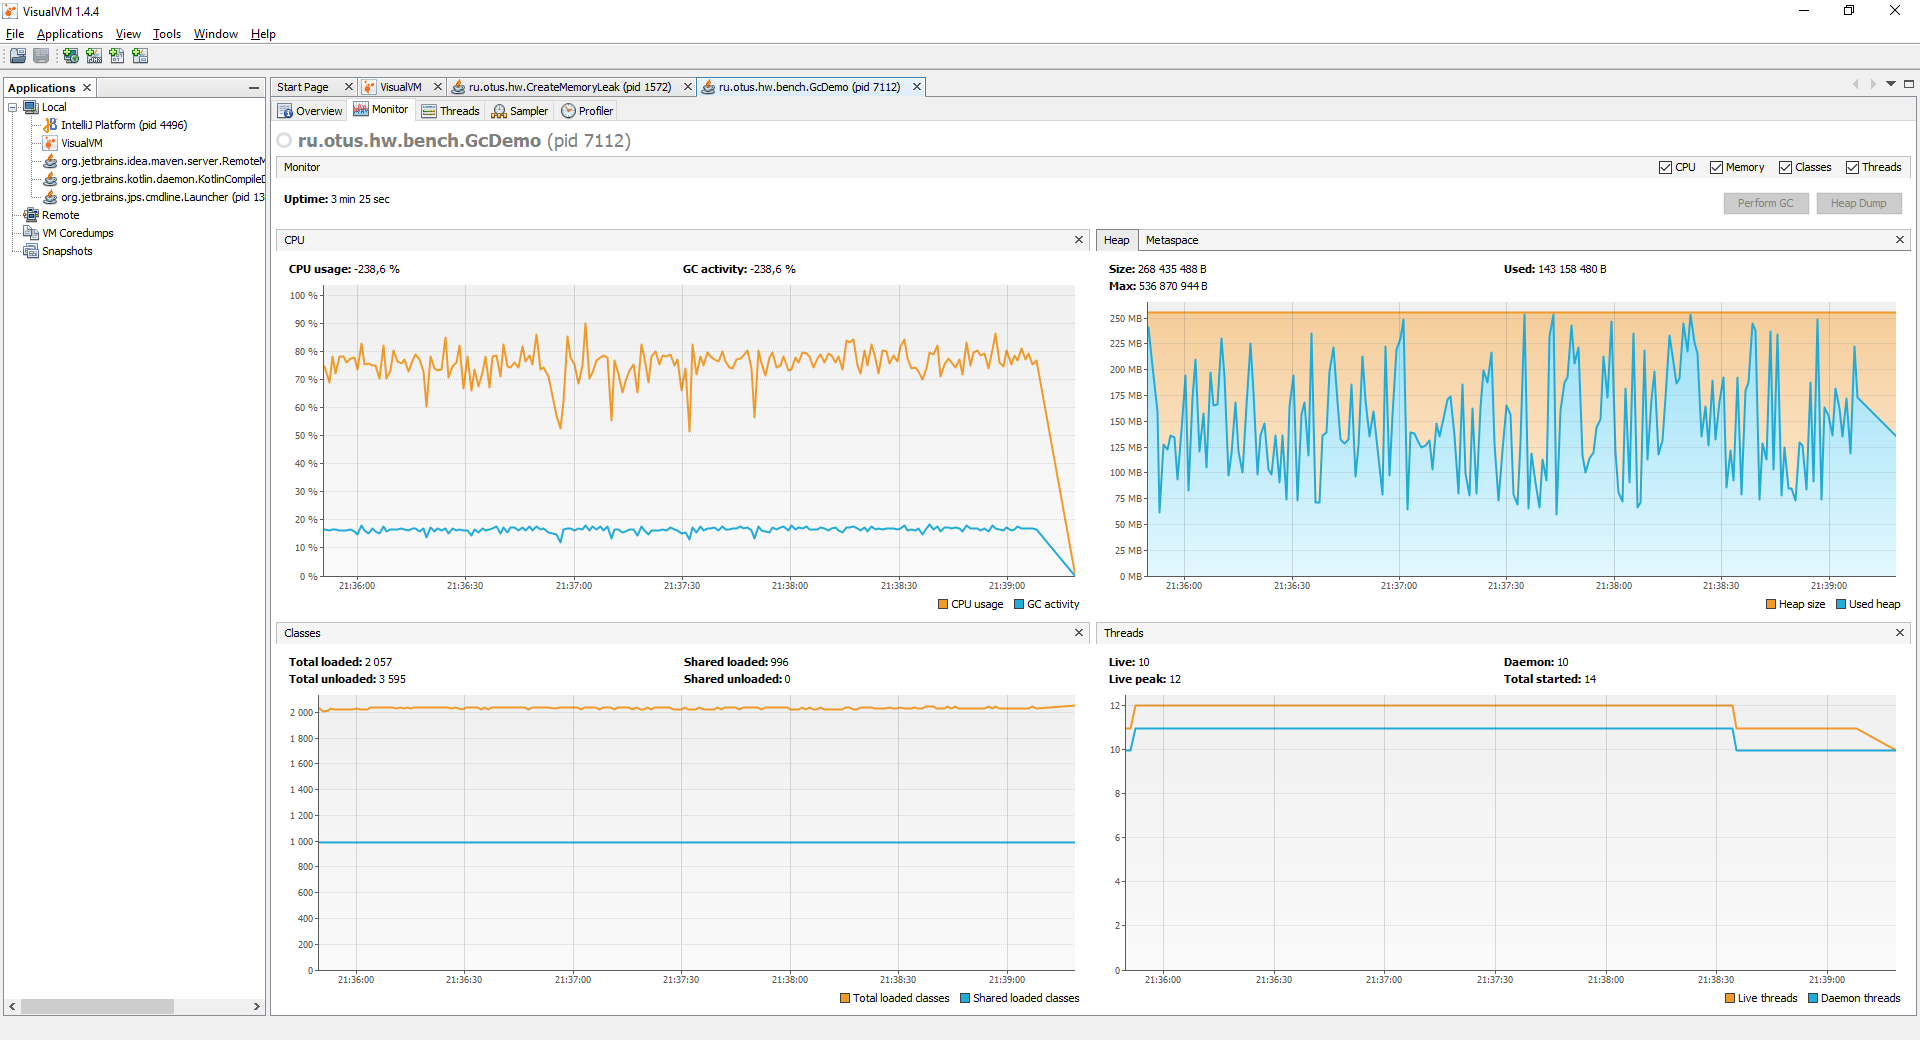 VisualVM 1.4.4
File Applications View Tools Window Help
Applications
Local
IntelliJ Platform (pid 4496)
VisualVM
org.jetbrains.idea.maven.server.RemoteM
org.jetbrains.kotlin.daemon.KotlinCompileD
org.jetbrains.jps.cmdline.Launcher (pid 13
Remote
VM Coredumps
Snapshots
Start Page VisualVM ru.otus.hw.CreateMemoryLeak (pid 1572) ru.otus.hw.bench.GcDemo (pid 7112)
Overview Monitor Threads Sampler Profiler
ru.otus.hw.bench.GcDemo (pid 7112)
Monitor CPU Memory Classes Threads
Uptime: 3 min 25 sec
Perform GC Heap Dump
CPU
CPU usage: -238,6 % GC activity: -238,6 %
100 %
90 %
80 %
70 %
60 %
50 %
40 %
30 %
20 %
10 %
0 %
21:36:00 21:36:30 21:37:00 21:37:30 21:38:00 21:38:30 21:39:00
CPU usage GC activity
Heap Metaspace
Size: 268 435 488 B Used: 143 158 480 B
Max: 536 870 944 B
250 MB
225 MB
200 MB
175 MB
150 MB
125 MB
100 MB
75 MB
50 MB
25 MB
0 MB
21:36:00 21:36:30 21:37:00 21:37:30 21:38:00 21:38:30 21:39:00
Heap size Used heap
Classes
Total loaded: 2 057 Shared loaded: 996
Total unloaded: 3 595 Shared unloaded: 0
2 000
1 800
1 600
1 400
1 200
1 000
800
600
400
200
0
21:36:00 21:36:30 21:37:00 21:37:30 21:38:00 21:38:30 21:39:00
Total loaded classes Shared loaded classes
Threads
Live: 10 Daemon: 10
Live peak: 12 Total started: 14
12
10
8
6
4
2
0
21:36:00 21:36:30 21:37:00 21:37:30 21:38:00 21:38:30 21:39:00
Live threads Daemon threads